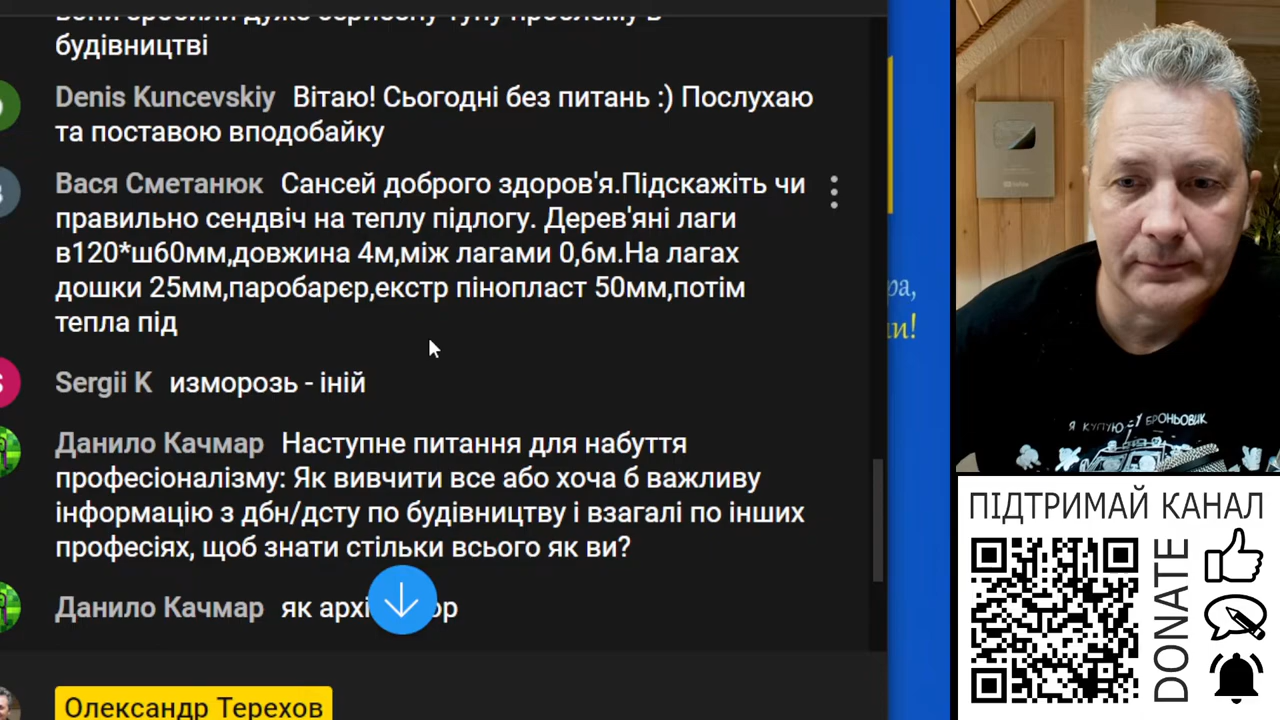 будівництві
Denis Kuncevskiy Вітаю! Сьогодні без питань :) Послухаю
та поставою вподобайку
Вася Сметанюк Сансей доброго здоров'я.Підскажіть чи
правильно сендвіч на теплу підлогу. Дерев'яні лаги
в120*ш60мм,довжина 4м,між лагами 0,6м.На лагах
дошки 25мм,паробарєр,екстр пінопласт 50мм,потім
тепла під
Sergii K изморозь - іній
Данило Качмар Наступне питання для набуття
професіоналізму: Як вивчити все або хоча б важливу
інформацію з дбн/дсту по будівництву і взагалі по інших
професіях, щоб знати стільки всього як ви?
Данило Качмар як
Олександр Терехов
Я КУПУЮ БРОНЬОВИК
ПІДТРИМАЙ КАНАЛ
DONATE